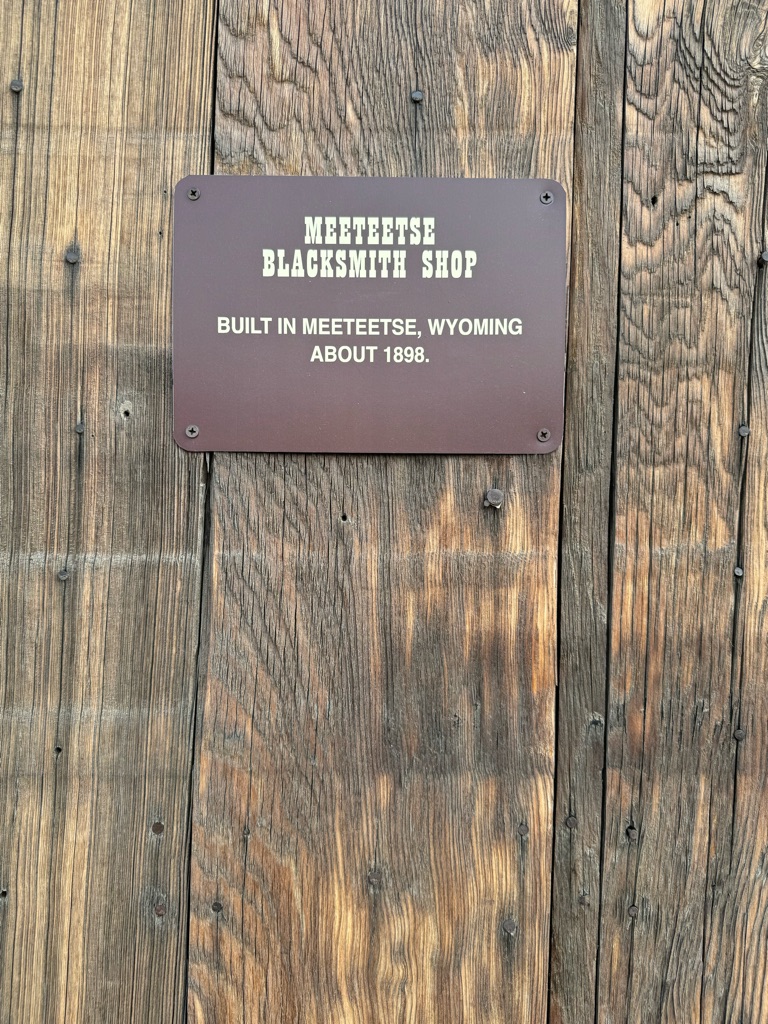 MEETEETSE
BLACKSMITH SHOP
BUILT IN MEETEETSE, WYOMING
ABOUT 1898.